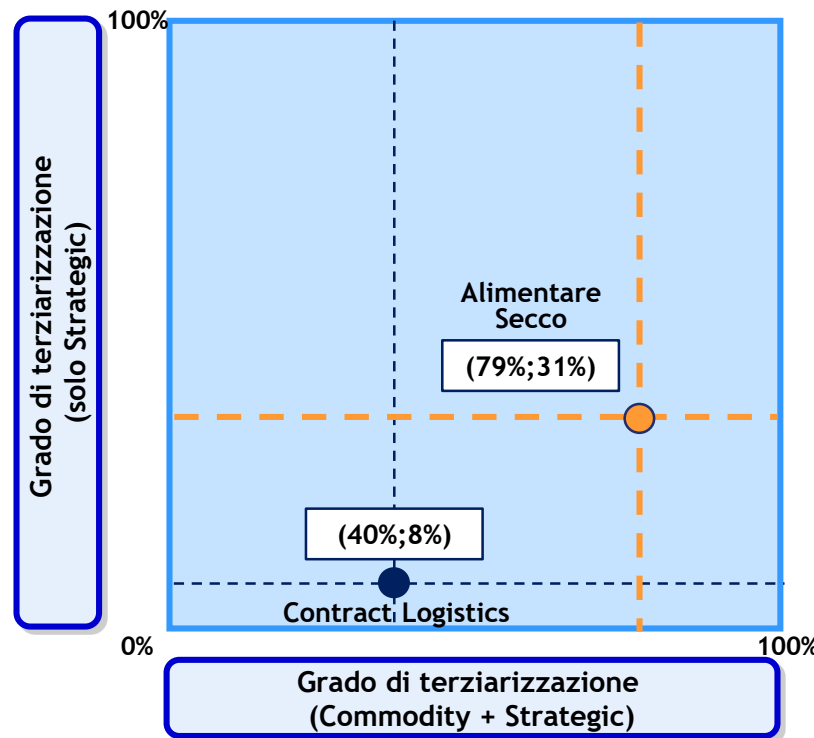 100%
Grado di terziarizzazione
(solo Strategic)
Alimentare
Secco
(79%;31%)
(40%;8%)
Contract Logistics
0%
100%
Grado di terziarizzazione
(Commodity + Strategic)